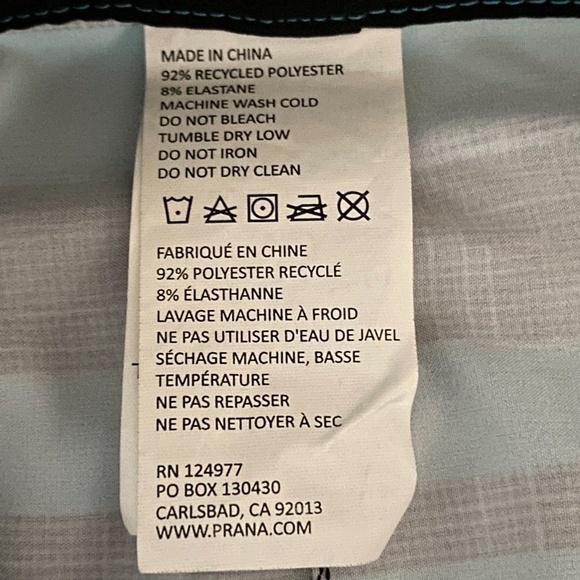 MADE IN CHINA
92% RECYCLED POLYESTER
8% ELASTANE
MACHINE WASH COLD
DO NOT BLEACH
TUMBLE DRY LOW
DO NOT IRON
DO NOT DRY CLEAN
FABRIQUÉ EN CHINE
92% POLYESTER RECYCLÉ
8% ÉLASTHANNE
LAVAGE MACHINE À FROID
NE PAS UTILISER D'EAU DE JAVEL
SÉCHAGE MACHINE, BASSE
TEMPÉRATURE
NE PAS REPASSER
NE PAS NETTOYER À SEC
RN 124977
PO BOX 130430
CARLSBAD, CA 92013
WWW.PRANA.COM